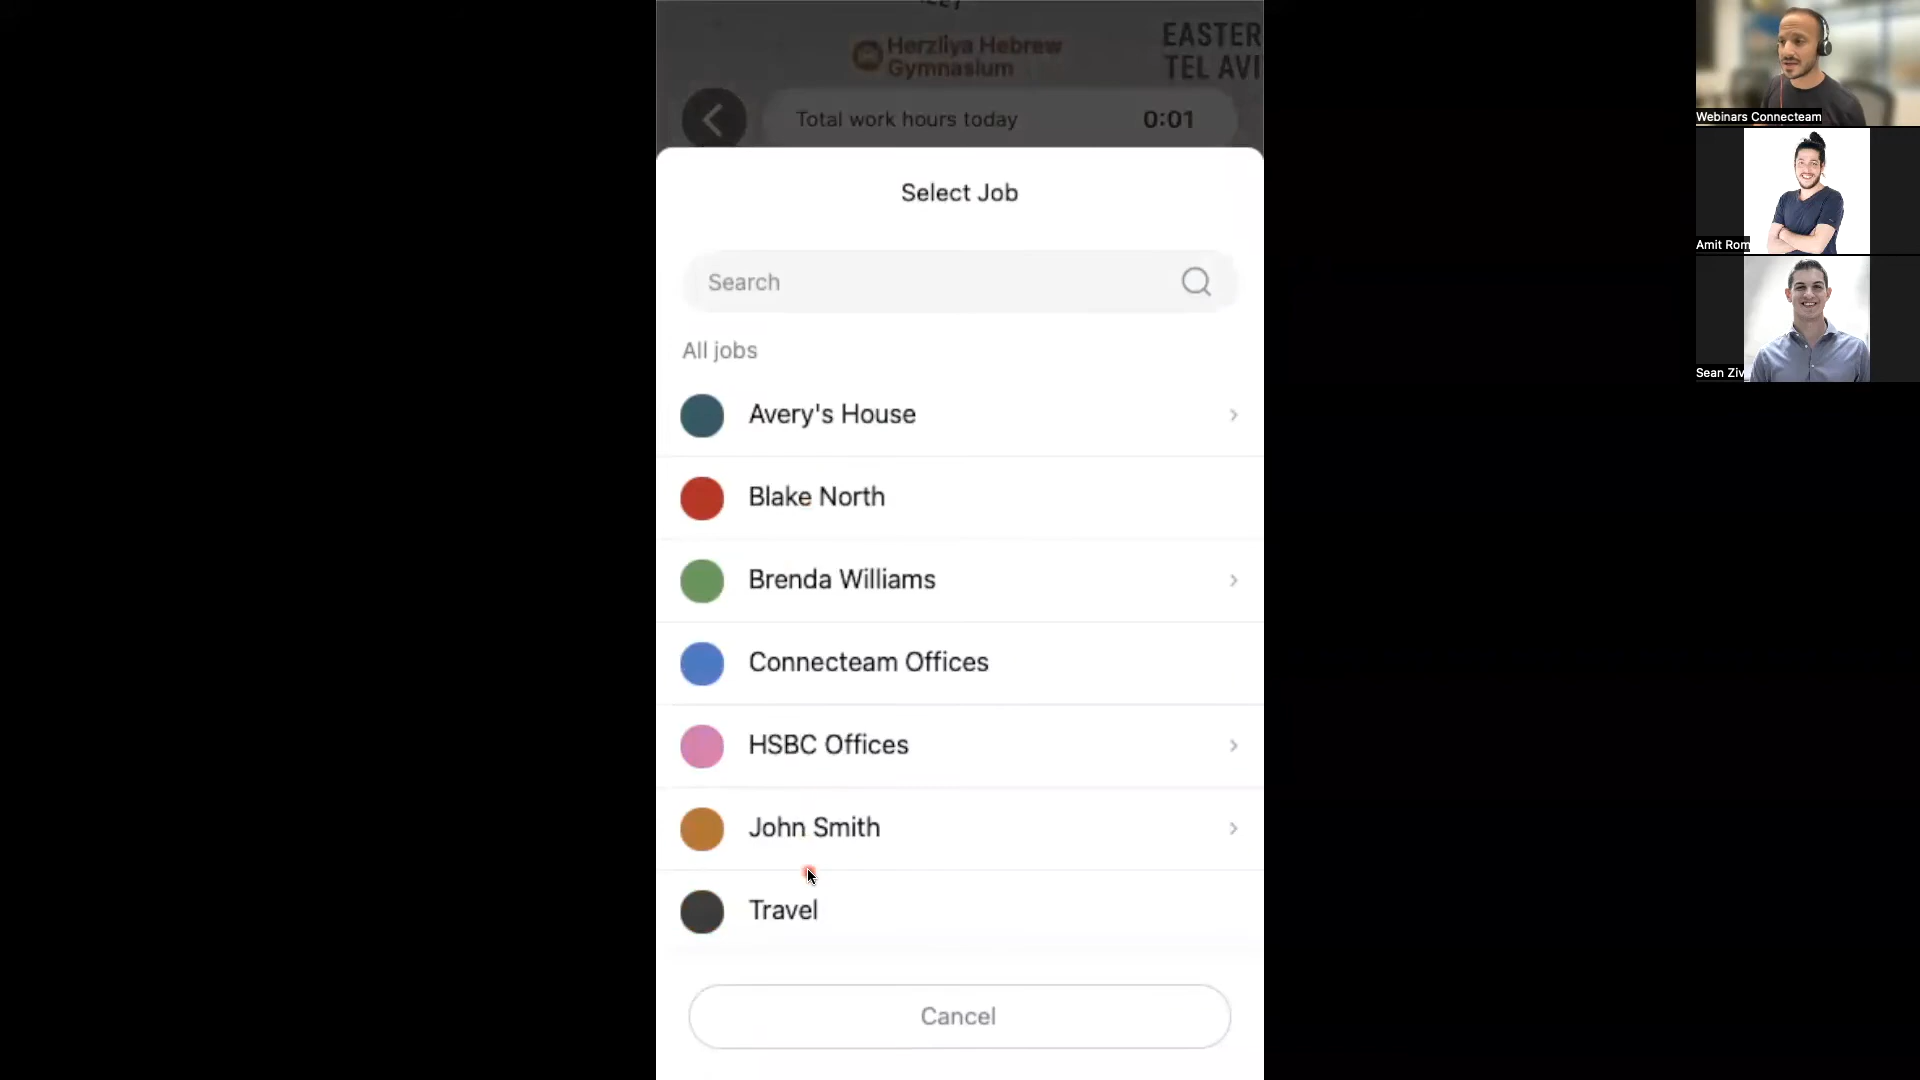 Herzliya Hebrew
Gymnasium
EASTER
TEL AVI
Total work hours today
0:01
Select Job
Search
All jobs
Avery's House
Blake North
Brenda Williams
Connecteam Offices
HSBC Offices
John Smith
Travel
Cancel
Webinars Connecteam
Amit Rom
Sean Ziv